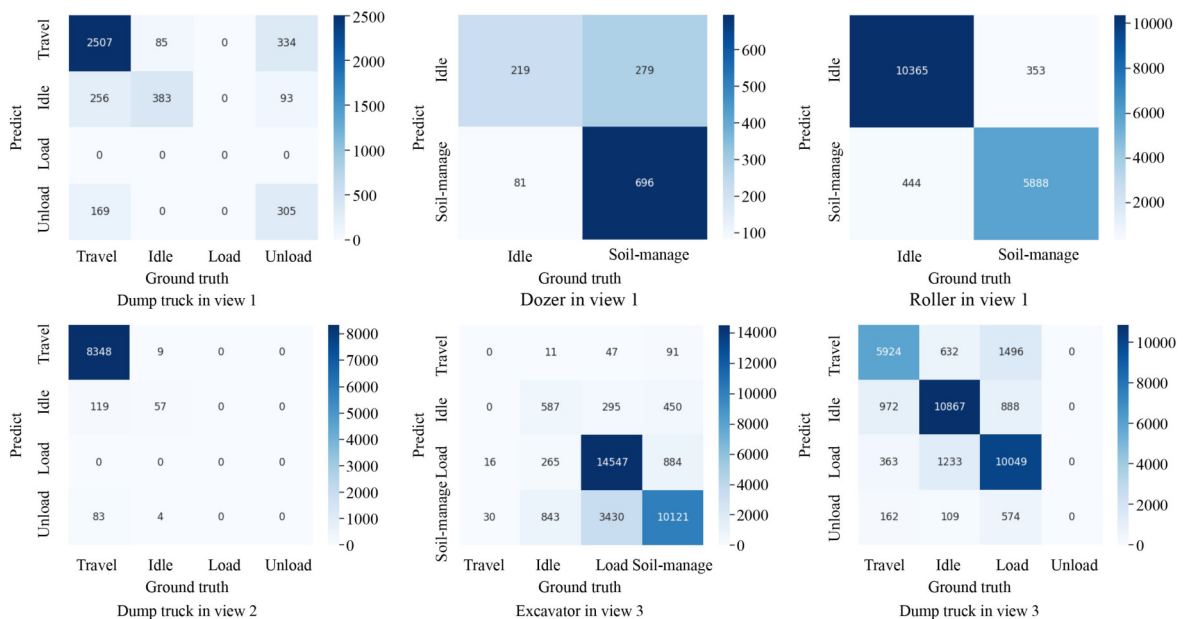 Predict
Travel
Idle
Load
Unload
2507 85 0 334
256 383 0 93
0 0 0 0
169 0 0 305
2500
2000
1500
1000
500
0
Travel Idle Load Unload
Ground truth
Dump truck in view 1
Predict
Idle
Soil-manage
219 279
81 696
600
500
400
300
200
100
Idle Soil-manage
Ground truth
Dozer in view 1
Predict
Idle
Soil-manage
10365 353
444 5888
10000
8000
6000
4000
2000
Idle Soil-manage
Ground truth
Roller in view 1
Predict
Travel
Idle
Load
Unload
8348 9 0 0
119 57 0 0
0 0 0 0
83 4 0 0
8000
7000
6000
5000
4000
3000
2000
1000
0
Travel Idle Load Unload
Ground truth
Dump truck in view 2
Predict
Travel
Idle
Load
Soil-manage
0 11 47 91
0 587 295 450
16 265 14547 884
30 843 3430 10121
14000
12000
10000
8000
6000
4000
2000
0
Travel Idle Load Soil-manage
Ground truth
Excavator in view 3
Predict
Travel
Idle
Load
Unload
5924 632 1496 0
972 10867 888 0
363 1233 10049 0
162 109 574 0
10000
8000
6000
4000
2000
0
Travel Idle Load Unload
Ground truth
Dump truck in view 3